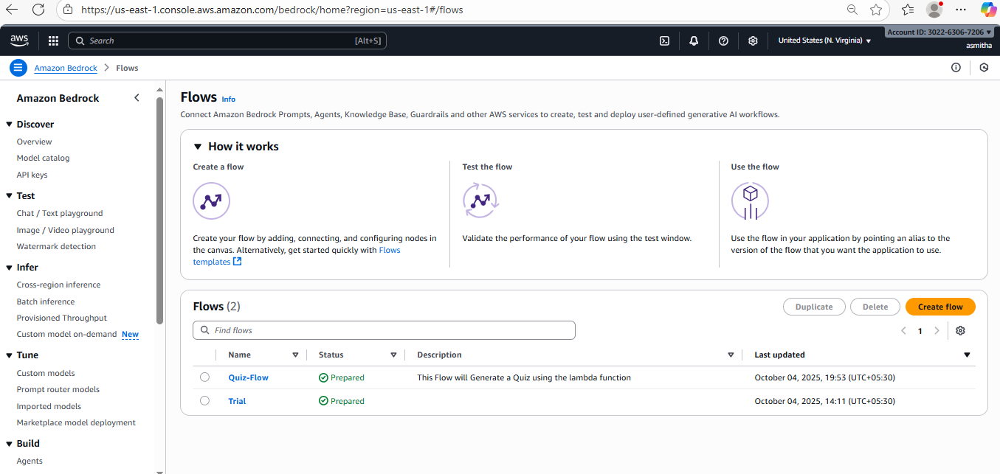 https://us-east-1.console.aws.amazon.com/bedrock/home?region=us-east-1#/flows
aws
Search [Alt+S]
United States (N. Virginia) ▼
Account ID: 3022-6306-7206 ▼
asmitha
Amazon Bedrock > Flows
Amazon Bedrock
Discover
Overview
Model catalog
API keys
Test
Chat / Text playground
Image / Video playground
Watermark detection
Infer
Cross-region inference
Batch inference
Provisioned Throughput
Custom model on-demand New
Tune
Custom models
Prompt router models
Imported models
Marketplace model deployment
Build
Agents
Flows Info
Connect Amazon Bedrock Prompts, Agents, Knowledge Base, Guardrails and other AWS services to create, test and deploy user-defined generative AI workflows.
How it works
Create a flow
Create your flow by adding, connecting, and configuring nodes in
the canvas. Alternatively, get started quickly with Flows
templates
Test the flow
Validate the performance of your flow using the test window.
Use the flow
Use the flow in your application by pointing an alias to the
version of the flow that you want the application to use.
Flows (2)
Duplicate Delete Create flow
Find flows
1
Name Status Description Last updated
Quiz-Flow Prepared This Flow will Generate a Quiz using the lambda function October 04, 2025, 19:53 (UTC+05:30)
Trial Prepared October 04, 2025, 14:11 (UTC+05:30)